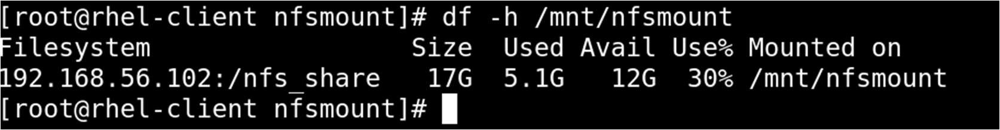 [root@rhel-client nfsmount]# df -h /mnt/nfsmount
Filesystem                 Size  Used Avail Use% Mounted on
192.168.56.102:/nfs_share   17G  5.1G   12G  30% /mnt/nfsmount
[root@rhel-client nfsmount]#